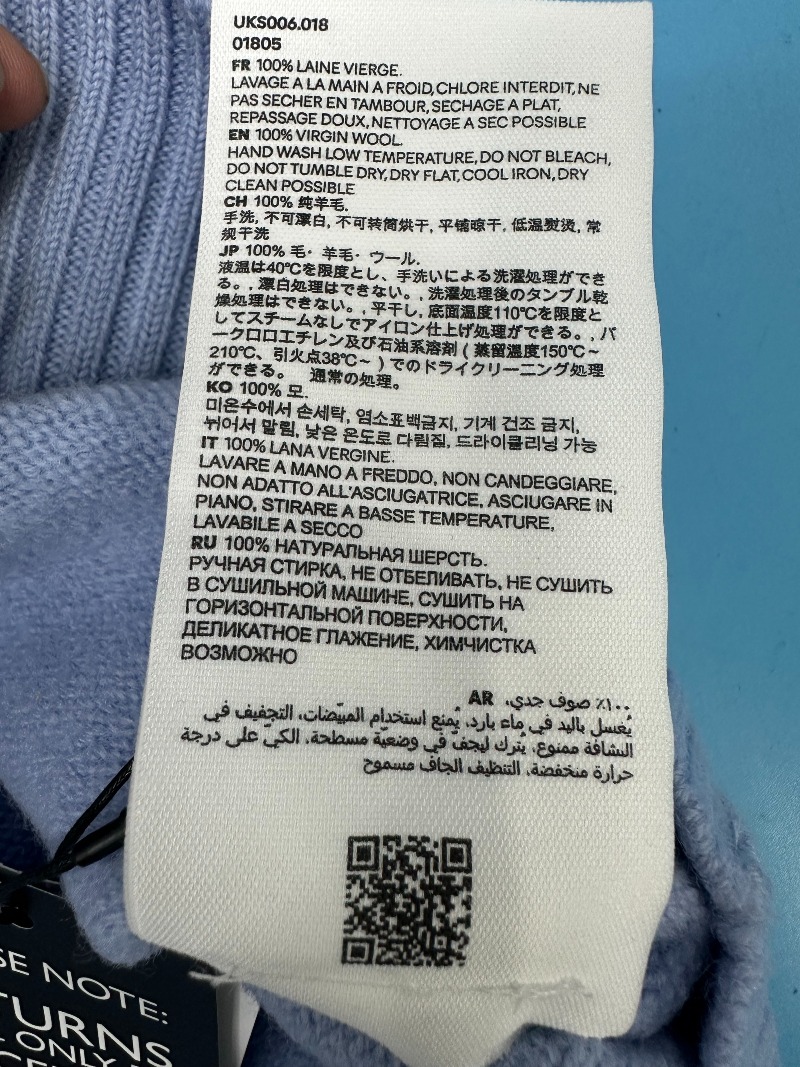 UKS006.018
01805
FR 100% LAINE VIERGE.
LAVAGE A LA MAIN A FROID, CHLORE INTERDIT, NE
PAS SECHER EN TAMBOUR, SECHAGE A PLAT,
REPASSAGE DOUX, NETTOYAGE A SEC POSSIBLE
EN 100% VIRGIN WOOL.
HAND WASH LOW TEMPERATURE, DO NOT BLEACH,
DO NOT TUMBLE DRY, DRY FLAT, COOL IRON, DRY
CLEAN POSSIBLE
CH 100% 纯羊毛.
手洗, 不可漂白, 不可转筒烘干, 平铺晾干, 低温熨烫, 常
规干洗
JP 100% 毛・羊毛・ウール.
液温は40℃を限度とし、手洗いによる洗濯処理ができ
る。, 漂白処理はできない。, 洗濯処理後のタンブル乾
燥処理はできない。, 平干し, 底面温度110℃を限度と
してスチームなしでアイロン仕上げ処理ができる。, パ
ークロロエチレン及び石油系溶剤 ( 蒸留温度150℃～
210℃、引火点38℃～ ) でのドライクリーニング処理
ができる。 通常の処理。
KO 100% 모.
미온수에서 손세탁, 염소표백금지, 기계 건조 금지,
뉘어서 말림, 낮은 온도로 다림질, 드라이클리닝 가능
IT 100% LANA VERGINE.
LAVARE A MANO A FREDDO, NON CANDEGGIARE,
NON ADATTO ALL'ASCIUGATRICE, ASCIUGARE IN
PIANO, STIRARE A BASSE TEMPERATURE,
LAVABILE A SECCO
RU 100% НАТУРАЛЬНАЯ ШЕРСТЬ.
РУЧНАЯ СТИРКА, НЕ ОТБЕЛИВАТЬ, НЕ СУШИТЬ
В СУШИЛЬНОЙ МАШИНЕ, СУШИТЬ НА
ГОРИЗОНТАЛЬНОЙ ПОВЕРХНОСТИ,
ДЕЛИКАТНОЕ ГЛАЖЕНИЕ, ХИМЧИСТКА
ВОЗМОЖНО
١٠٠٪ صوف جدي. AR
يُغسل باليد في ماء بارد، يُمنع استخدام المبيّضات، التجفيف في
النشافة ممنوع، يُترك ليجفّ في وضعيّة مسطحة. الكيّ على درجة
حرارة منخفضة، التنظيف الجاف مسموح
SE NOTE:
TURNS
ONLY